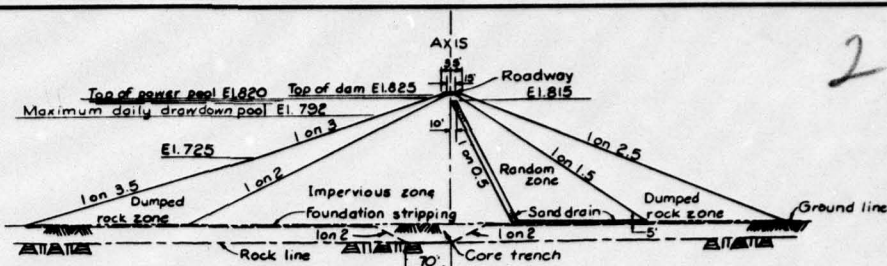 2
AXIS
35'
15'
Roadway
Top of power pool El.820
Top of dam El.825
El.815
Maximum daily drawdown pool El. 792
10'
1 on 3
1 on 2.5
El.725
1 on 0.5
Random zone
1 on 1.5
1 on 3.5
1 on 2
Impervious zone
Dumped rock zone
Dumped rock zone
Foundation stripping
Sand drain
Ground line
5'
1 on 2
1 on 2
Rock line
Core trench
70'